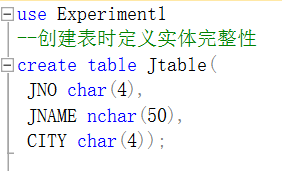 use Experiment1
--创建表时定义实体完整性
create table Jtable(
JNO char(4),
JNAME nchar(50),
CITY char(4));